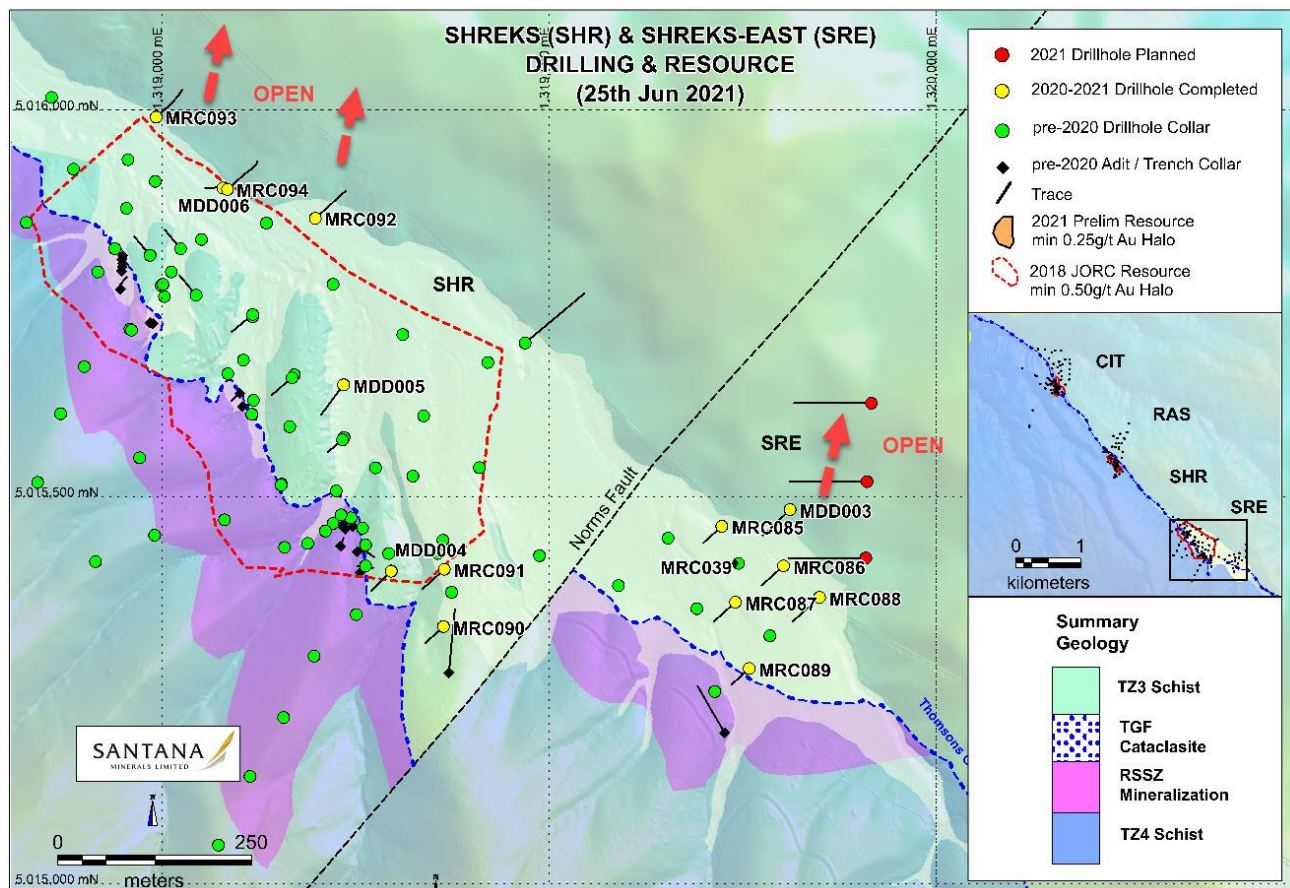 SHREKS (SHR) & SHREKS-EAST (SRE)
DRILLING & RESOURCE
(25th Jun 2021)
1,319,000 mE
1,320,000 mE
5,016,000 mN
5,015,500 mN
5,015,000 mN
OPEN
MRC093
MRC094
MDD006
MRC092
SHR
MDD005
SRE
OPEN
Norms Fault
MDD003
MRC085
MDD004
MRC039
MRC086
MRC091
MRC087
MRC088
MRC090
MRC089
Thomsons
SANTANA
MINERALS LIMITED
0 250
meters
2021 Drillhole Planned
2020-2021 Drillhole Completed
pre-2020 Drillhole Collar
pre-2020 Adit / Trench Collar
Trace
2021 Prelim Resource
min 0.25g/t Au Halo
2018 JORC Resource
min 0.50g/t Au Halo
CIT
RAS
SHR
SRE
0 1
kilometers
Summary
Geology
TZ3 Schist
TGF
Cataclasite
RSSZ
Mineralization
TZ4 Schist